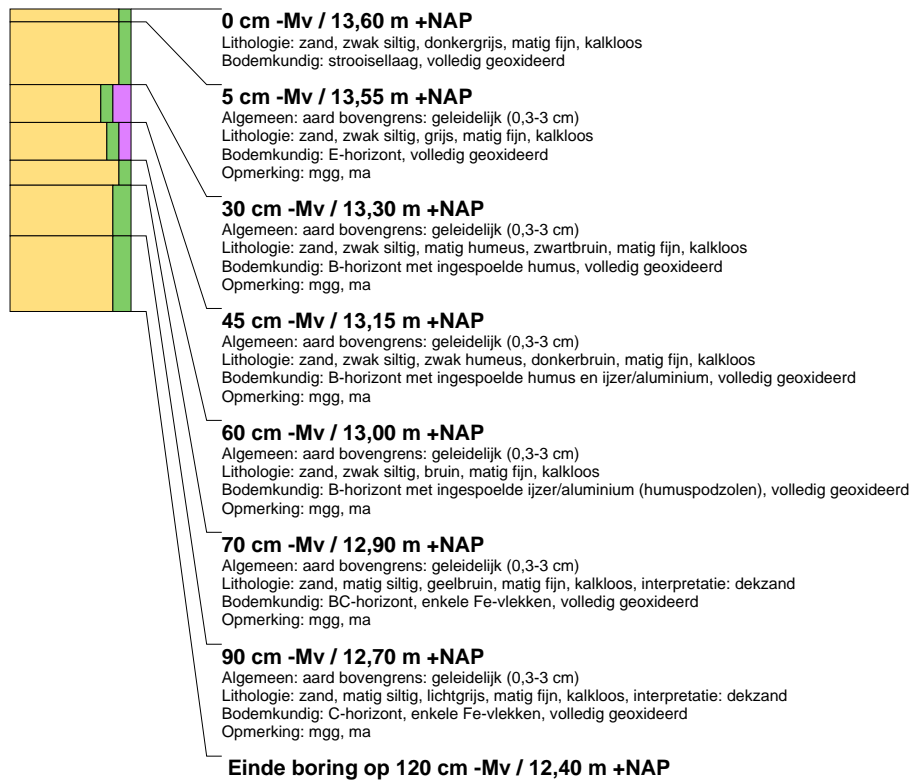 0 cm -Mv / 13,60 m +NAP
Lithologie: zand, zwak siltig, donkergrijs, matig fijn, kalkloos
Bodemkundig: strooisellaag, volledig geoxideerd
5 cm -Mv / 13,55 m +NAP
Algemeen: aard bovengrens: geleidelijk (0,3-3 cm)
Lithologie: zand, zwak siltig, grijs, matig fijn, kalkloos
Bodemkundig: E-horizont, volledig geoxideerd
Opmerking: mgg, ma
30 cm -Mv / 13,30 m +NAP
Algemeen: aard bovengrens: geleidelijk (0,3-3 cm)
Lithologie: zand, zwak siltig, matig humeus, zwartbruin, matig fijn, kalkloos
Bodemkundig: B-horizont met ingespoelde humus, volledig geoxideerd
Opmerking: mgg, ma
45 cm -Mv / 13,15 m +NAP
Algemeen: aard bovengrens: geleidelijk (0,3-3 cm)
Lithologie: zand, zwak siltig, zwak humeus, donkerbruin, matig fijn, kalkloos
Bodemkundig: B-horizont met ingespoelde humus en ijzer/aluminium, volledig geoxideerd
Opmerking: mgg, ma
60 cm -Mv / 13,00 m +NAP
Algemeen: aard bovengrens: geleidelijk (0,3-3 cm)
Lithologie: zand, zwak siltig, bruin, matig fijn, kalkloos
Bodemkundig: B-horizont met ingespoelde ijzer/aluminium (humuspodzolen), volledig geoxideerd
Opmerking: mgg, ma
70 cm -Mv / 12,90 m +NAP
Algemeen: aard bovengrens: geleidelijk (0,3-3 cm)
Lithologie: zand, matig siltig, geelbruin, matig fijn, kalkloos, interpretatie: dekzand
Bodemkundig: BC-horizont, enkele Fe-vlekken, volledig geoxideerd
Opmerking: mgg, ma
90 cm -Mv / 12,70 m +NAP
Algemeen: aard bovengrens: geleidelijk (0,3-3 cm)
Lithologie: zand, matig siltig, lichtgrijs, matig fijn, kalkloos, interpretatie: dekzand
Bodemkundig: C-horizont, enkele Fe-vlekken, volledig geoxideerd
Opmerking: mgg, ma
Einde boring op 120 cm -Mv / 12,40 m +NAP